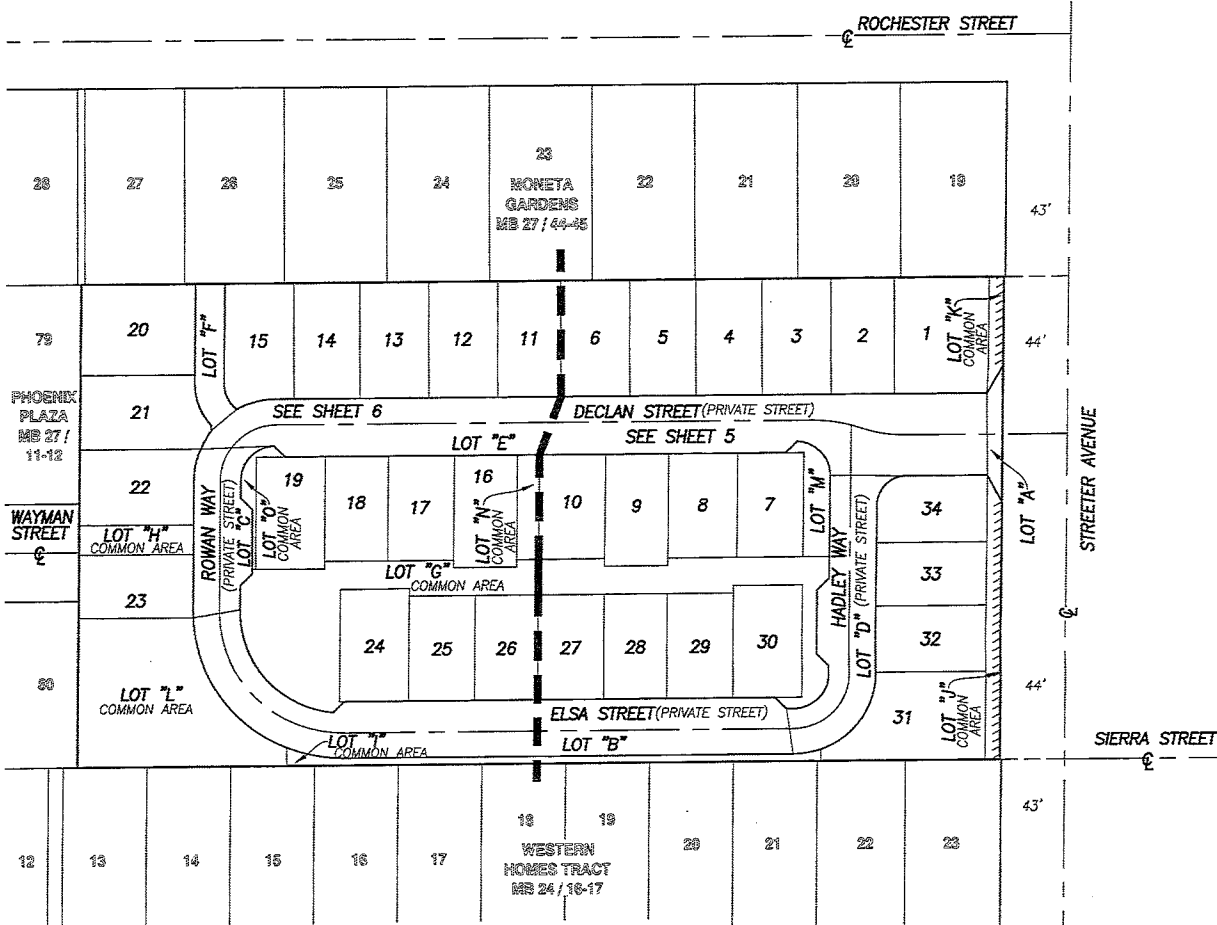 ℄ ROCHESTER STREET
28
27
26
25
24
23
MONETA
GARDENS
MB 27 / 44-45
22
21
20
19
43'
79
PHOENIX
PLAZA
MB 27 /
11-12
20
LOT "F"
15
14
13
12
11
6
5
4
3
2
1
LOT "K"
COMMON
AREA
44'
21
SEE SHEET 6
DECLAN STREET (PRIVATE STREET)
LOT "E"
SEE SHEET 5
STREETER AVENUE
℄
LOT "A"
22
WAYMAN
STREET
℄
LOT "H"
COMMON AREA
23
ROWAN WAY
(PRIVATE STREET)
LOT "C"
LOT "O"
COMMON
AREA
19
18
17
16
LOT "N"
COMMON
AREA
10
9
8
7
LOT "M"
HADLEY WAY
LOT "D" (PRIVATE STREET)
34
33
32
31
LOT "G"
COMMON AREA
24
25
26
27
28
29
30
80
LOT "L"
COMMON AREA
LOT "J"
COMMON
AREA
44'
ELSA STREET (PRIVATE STREET)
LOT "I"
COMMON AREA
LOT "B"
SIERRA STREET
℄
43'
12
13
14
15
16
17
18
19
WESTERN
HOMES TRACT
MB 24 / 16-17
20
21
22
23